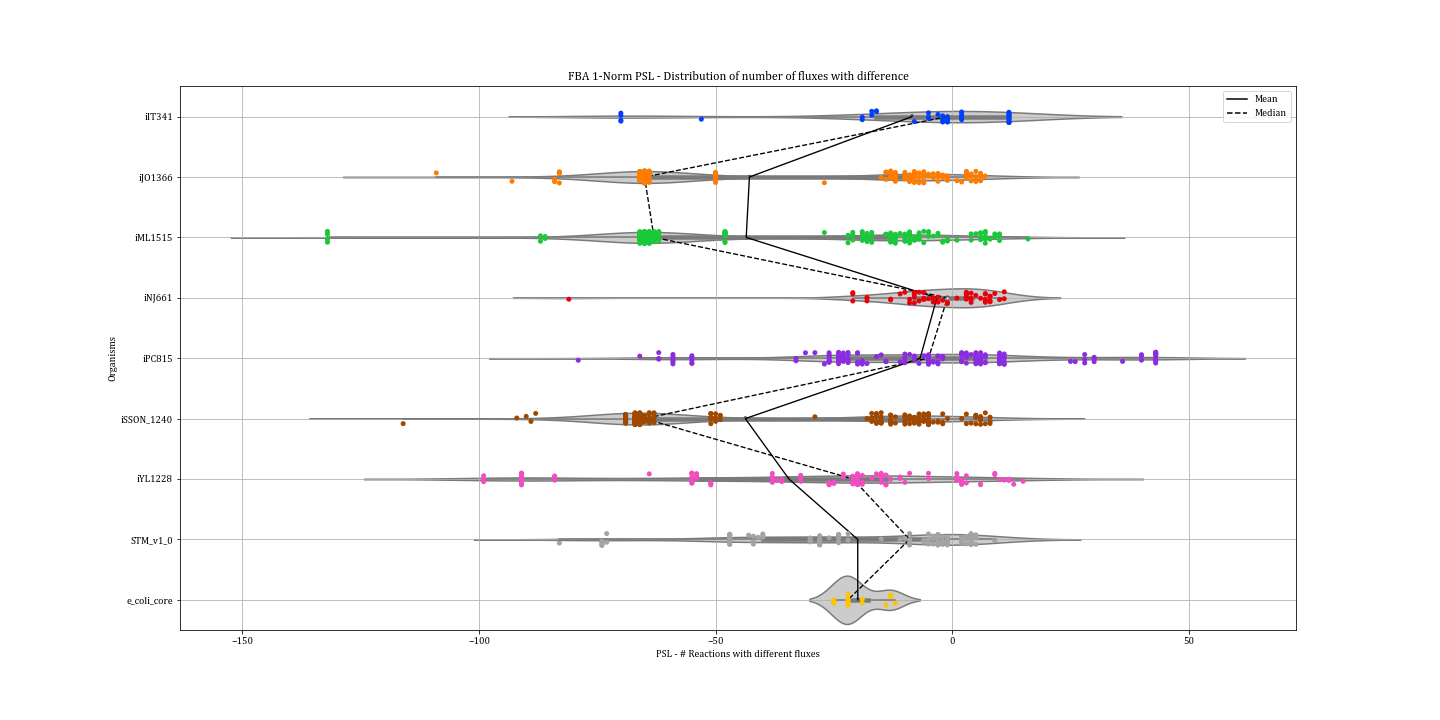 FBA 1-Norm PSL - Distribution of number of fluxes with difference
Mean
Median
Organisms
iIT341
iJO1366
iML1515
iNJ661
iPC815
iSSON_1240
iYL1228
STM_v1_0
e_coli_core
−150
−100
−50
0
50
PSL - # Reactions with different fluxes